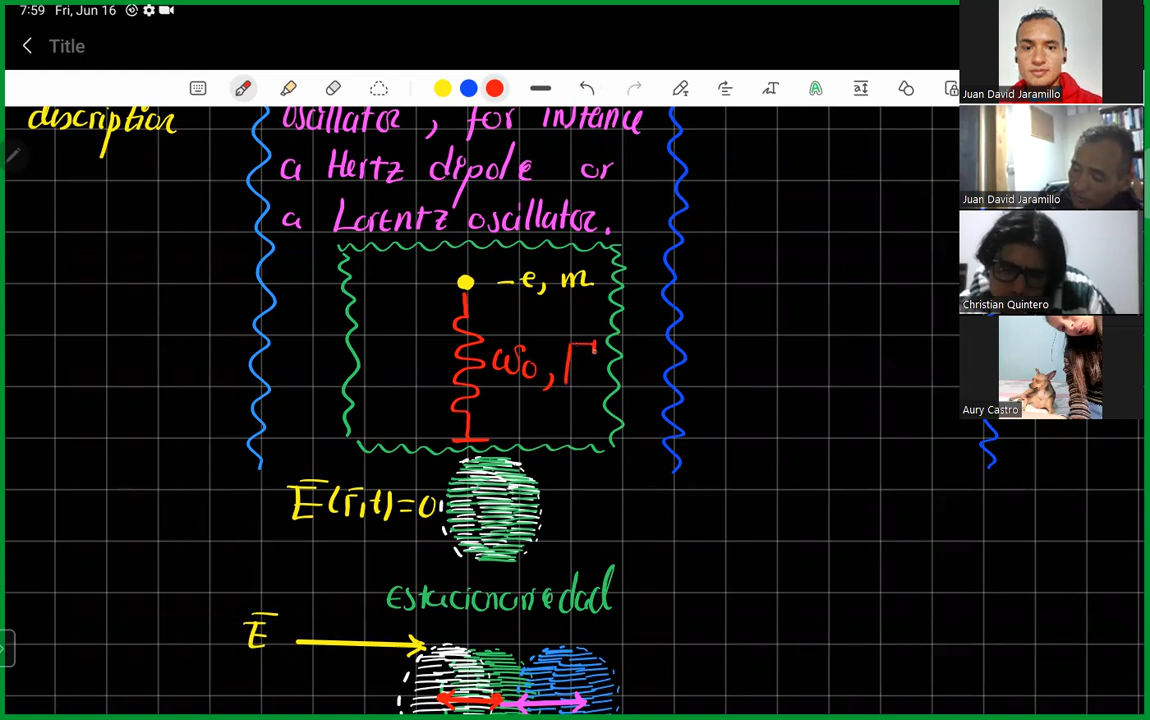 7:59 Fri, Jun 16
Title
description
oscillator, for instance
a Hertz dipole or
a Lorentz oscillator.
-e, m
ω₀, Γ
E̅(r̅,t)=0
estacionariedad
E̅
Juan David Jaramillo
Juan David Jaramillo
Christian Quintero
Aury Castro